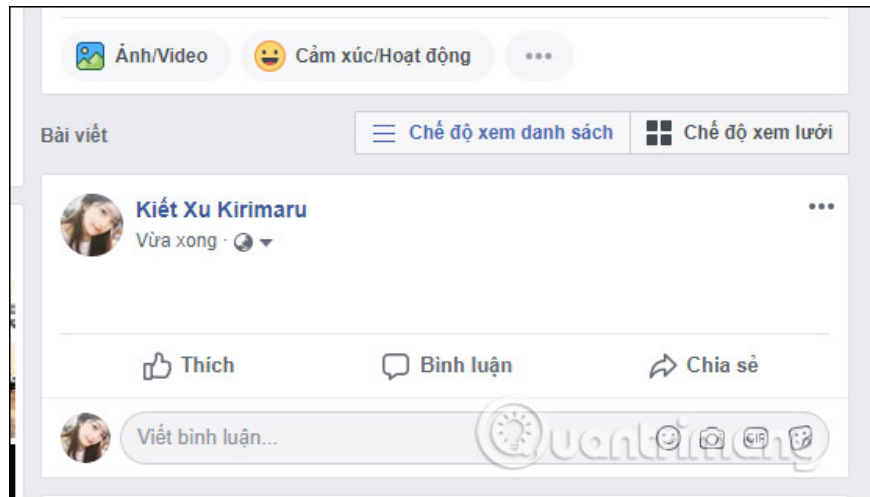 Ảnh/Video
Cảm xúc/Hoạt động
Bài viết
Chế độ xem danh sách
Chế độ xem lưới
Kiết Xu Kirimaru
Vừa xong ·
Thích
Bình luận
Chia sẻ
Viết bình luận...
GIF
Quantrimang